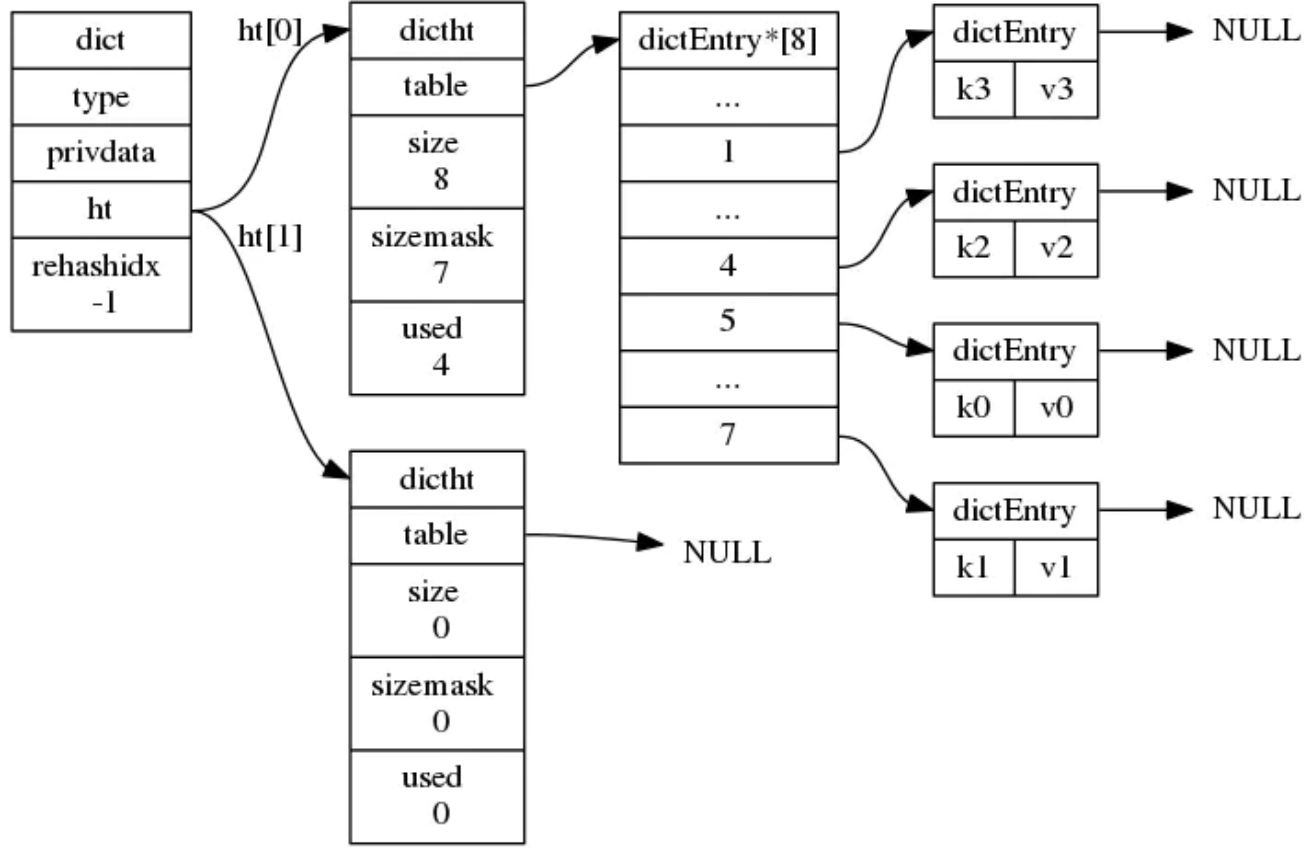 dict
type
privdata
ht
rehashidx
-1
ht[0]
ht[1]
dictht
table
size
8
sizemask
7
used
4
dictht
table
size
0
sizemask
0
used
0
NULL
dictEntry*[8]
...
1
...
4
5
...
7
dictEntry
k3 v3
NULL
dictEntry
k2 v2
NULL
dictEntry
k0 v0
NULL
dictEntry
k1 v1
NULL